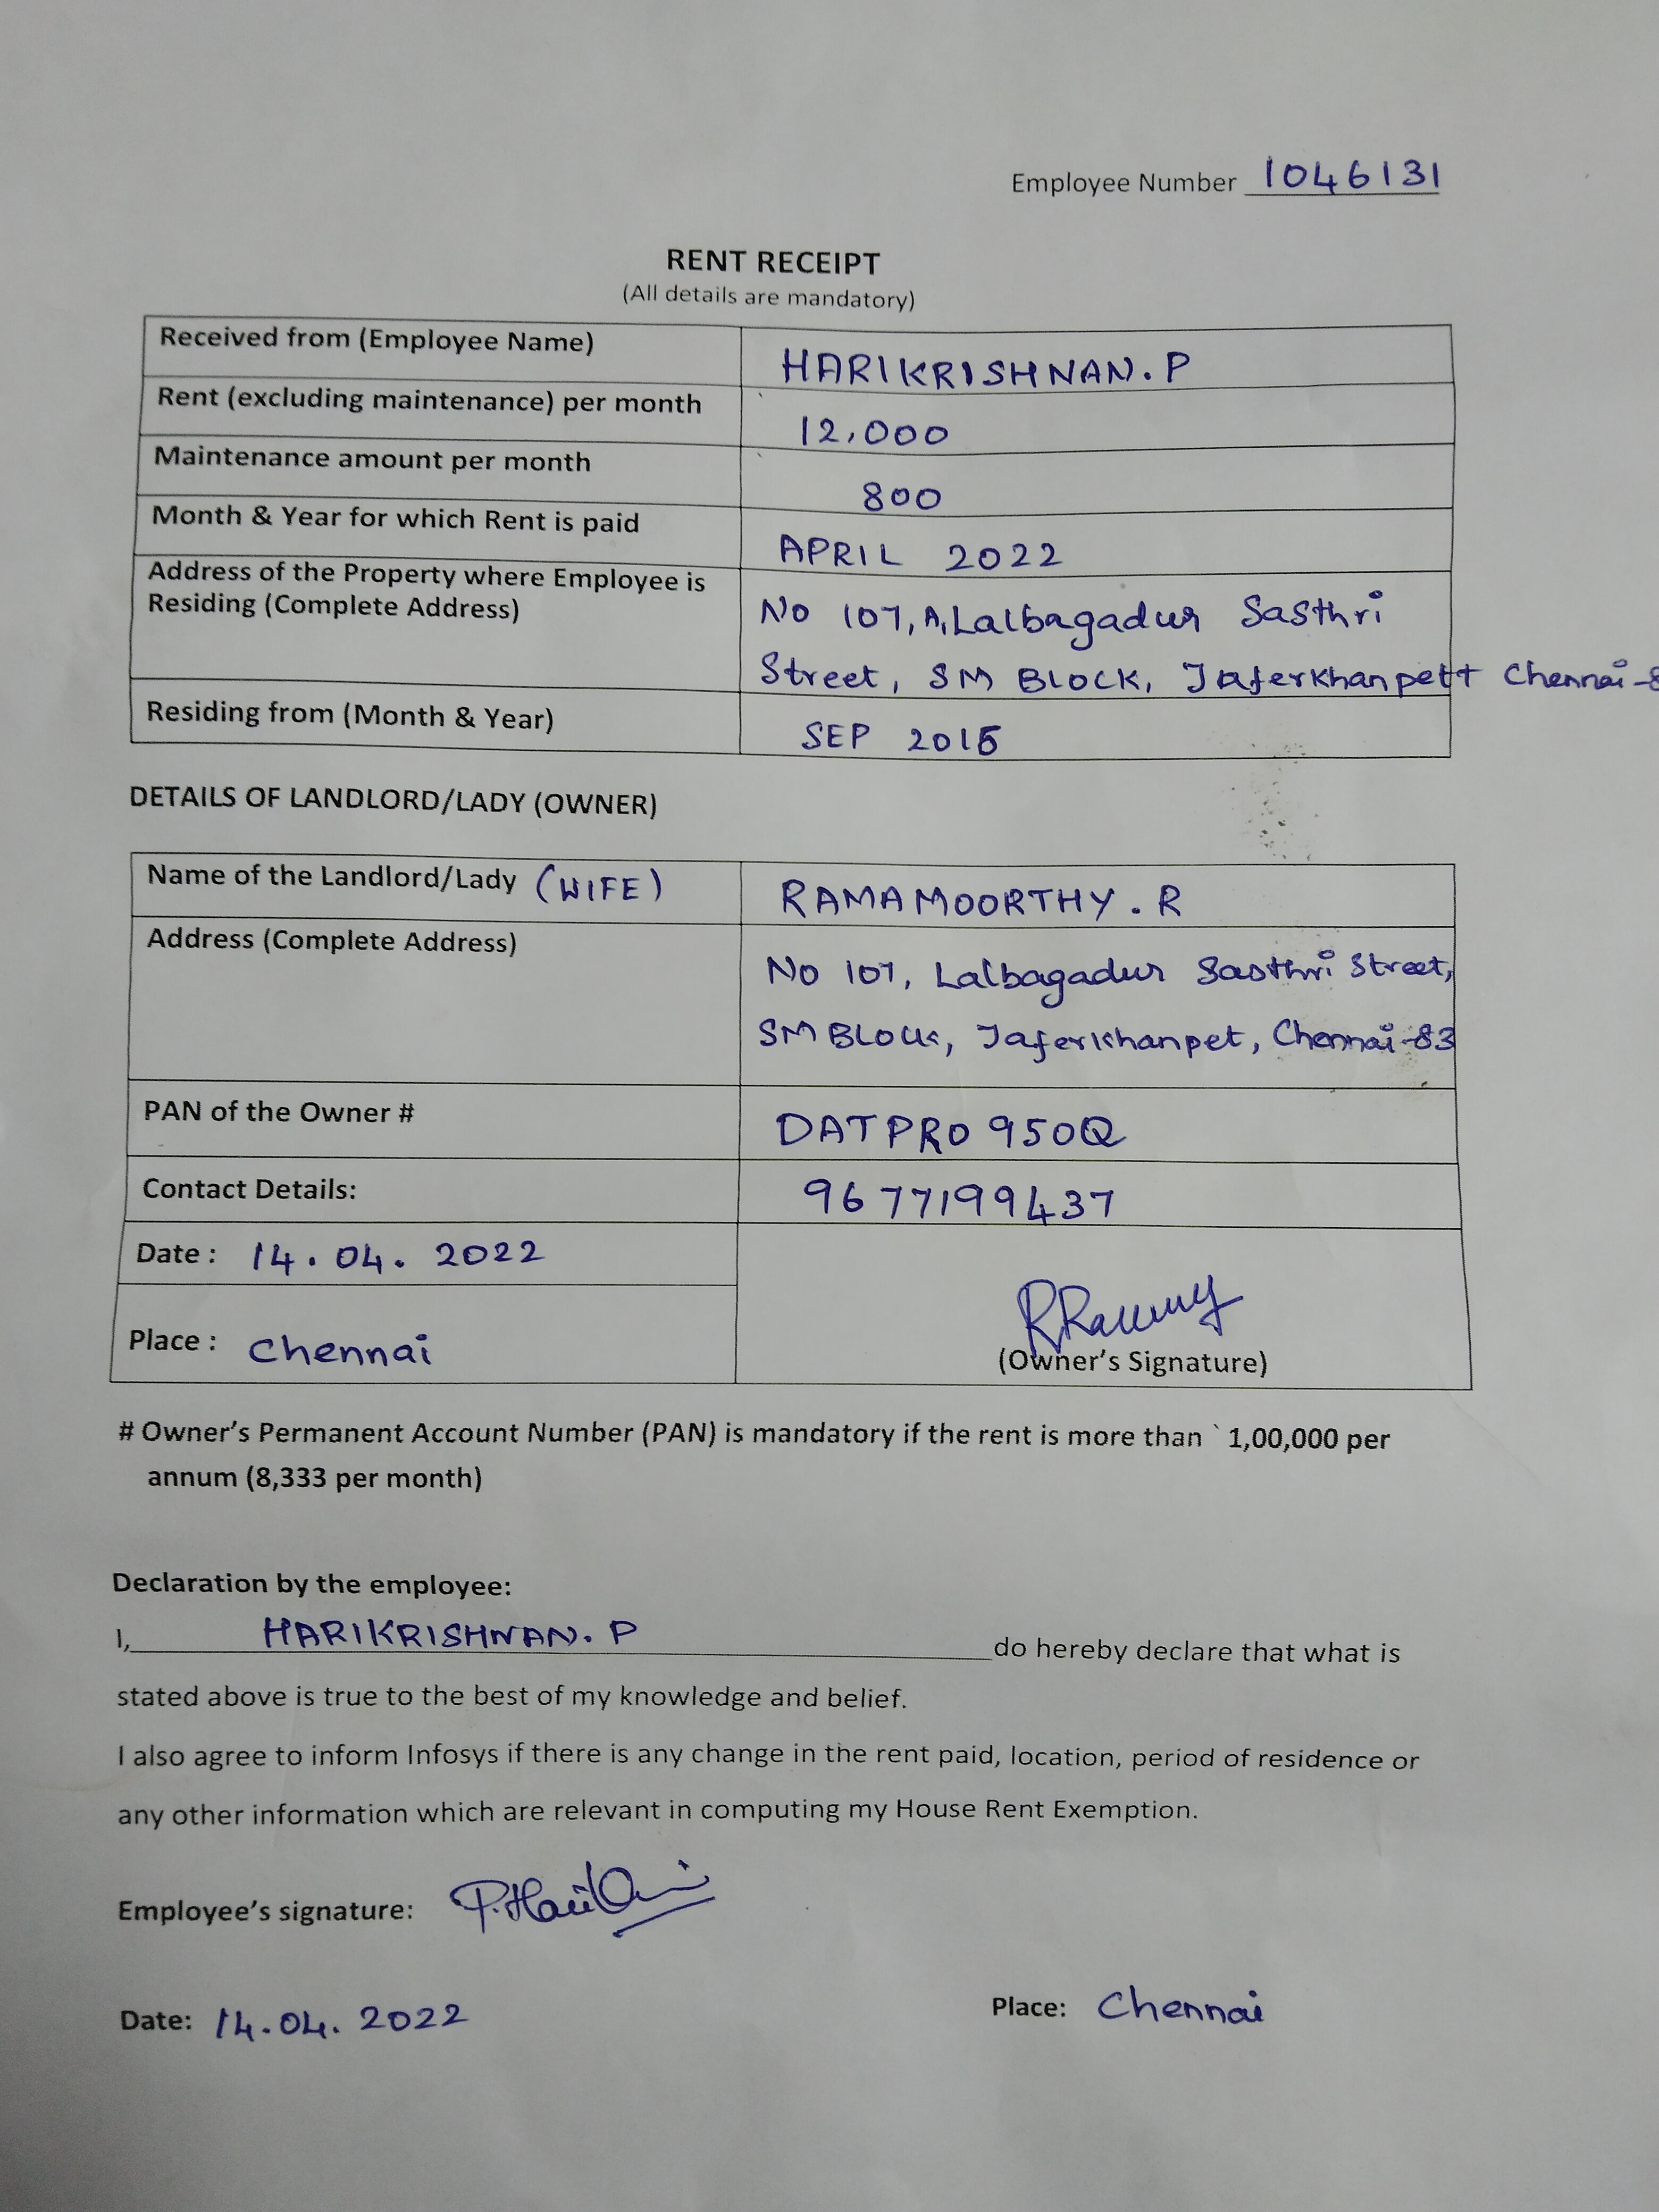 Employee Number 1046131
RENT RECEIPT
(All details are mandatory)
Received from (Employee Name) HARIKRISHNAN. P
Rent (excluding maintenance) per month 12,000
Maintenance amount per month 800
Month & Year for which Rent is paid APRIL 2022
Address of the Property where Employee is
Residing (Complete Address)
No 107, A, Lalbagadur Sasthri
Street, SM BLOCK, Jaferkhanpett Chennai-8
Residing from (Month & Year) SEP
DETAILS OF LANDLORD/LADY (OWNER)
Name of the Landlord/Lady (WIFE) RAMAMOORTHY. R
Address (Complete Address)
No 107, Lalbagadur Sasthri Street,
SM BLOCK, Jaferkhanpet, Chennai-83
PAN of the Owner # DATPR0950Q
Contact Details: 9677199437
Date : 14.04.2022
Place : Chennai
(Owner's Signature)
# Owner's Permanent Account Number (PAN) is mandatory if the rent is more than ` 1,00,000 per
annum (8,333 per month)
Declaration by the employee:
I, HARIKRISHNAN. P do hereby declare that what is
stated above is true to the best of my knowledge and belief.
I also agree to inform Infosys if there is any change in the rent paid, location, period of residence or
any other information which are relevant in computing my House Rent Exemption.
Employee's signature:
Date: 14.04.2022 Place: Chennai